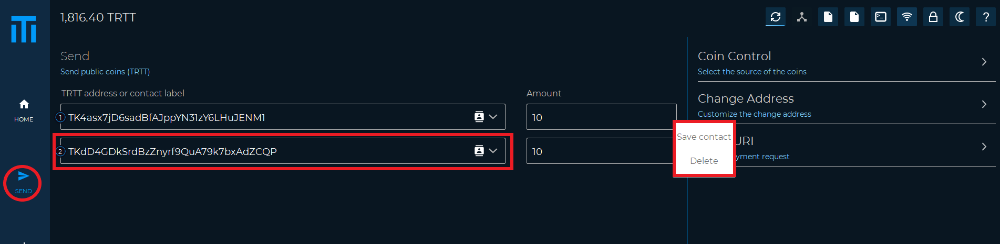 1,816.40 TRTT
HOME
SEND
Send
Send public coins (TRTT)
TRTT address or contact label
Amount
1 TK4asx7jD6sadBfAJppYN31zY6LHuJENM1
10
2 TKdD4GDkSrdBzZnyrf9QuA79k7bxAdZCQP
10
Save contact
Delete
Coin Control
Select the source of the coins
Change Address
Customize the change address
URI
yment request